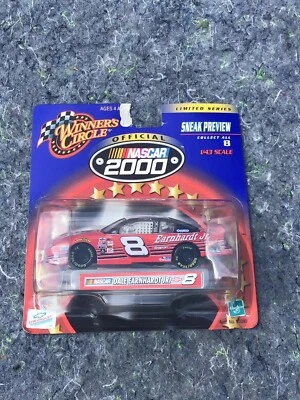 AGES 4
LIMITED SERIES
WINNER'S
CIRCLE
OFFICIAL
NASCAR
2000
SNEAK PREVIEW
COLLECT ALL
8
1/43 SCALE
8
Earnhardt Jr.
NASCAR
DALE EARNHARDT JR.
8